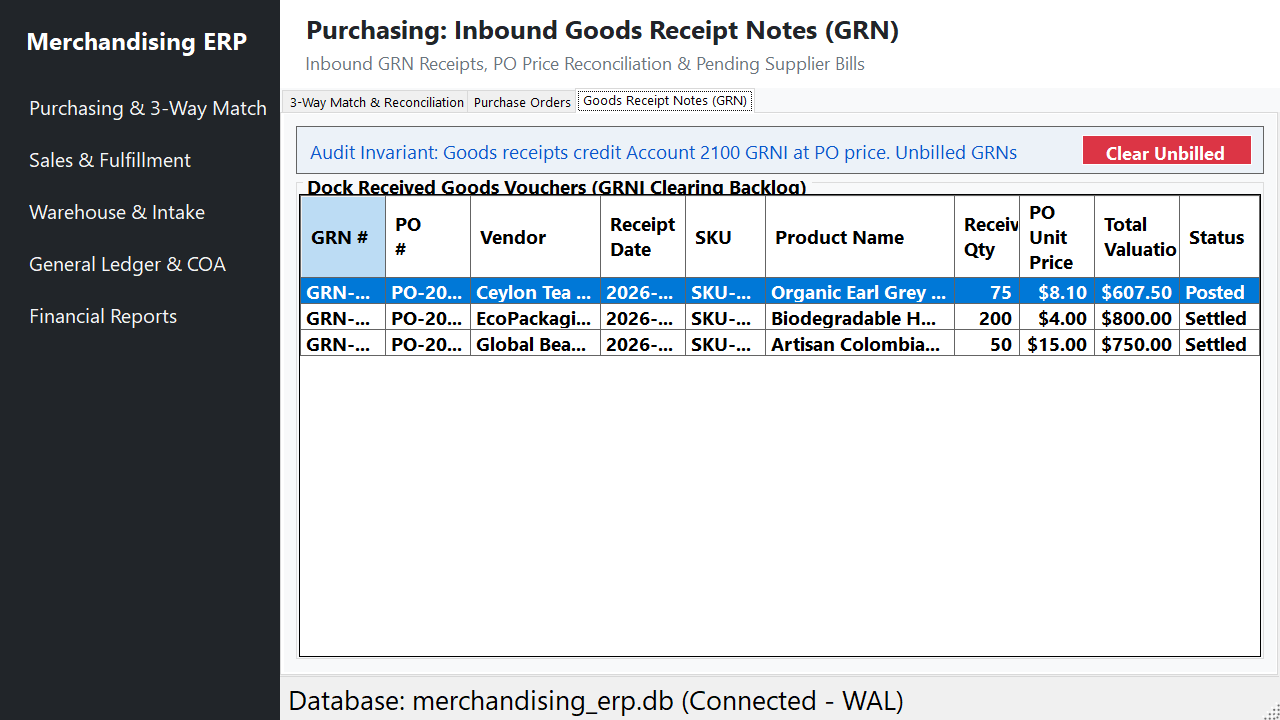 Merchandising ERP
Purchasing & 3-Way Match
Sales & Fulfillment
Warehouse & Intake
General Ledger & COA
Financial Reports
Purchasing: Inbound Goods Receipt Notes (GRN)
Inbound GRN Receipts, PO Price Reconciliation & Pending Supplier Bills
3-Way Match & Reconciliation Purchase Orders Goods Receipt Notes (GRN)
Audit Invariant: Goods receipts credit Account 2100 GRNI at PO price. Unbilled GRNs
Clear Unbilled
Dock Received Goods Vouchers (GRNI Clearing Backlog)
GRN # PO # Vendor Receipt Date SKU Product Name Receiv Qty PO Unit Price Total Valuatio Status
GRN-... PO-20... Ceylon Tea ... 2026-... SKU-... Organic Earl Grey ... 75 $8.10 $607.50 Posted
GRN-... PO-20... EcoPackagi... 2026-... SKU-... Biodegradable H... 200 $4.00 $800.00 Settled
GRN-... PO-20... Global Bea... 2026-... SKU-... Artisan Colombia... 50 $15.00 $750.00 Settled
Database: merchandising_erp.db (Connected - WAL)